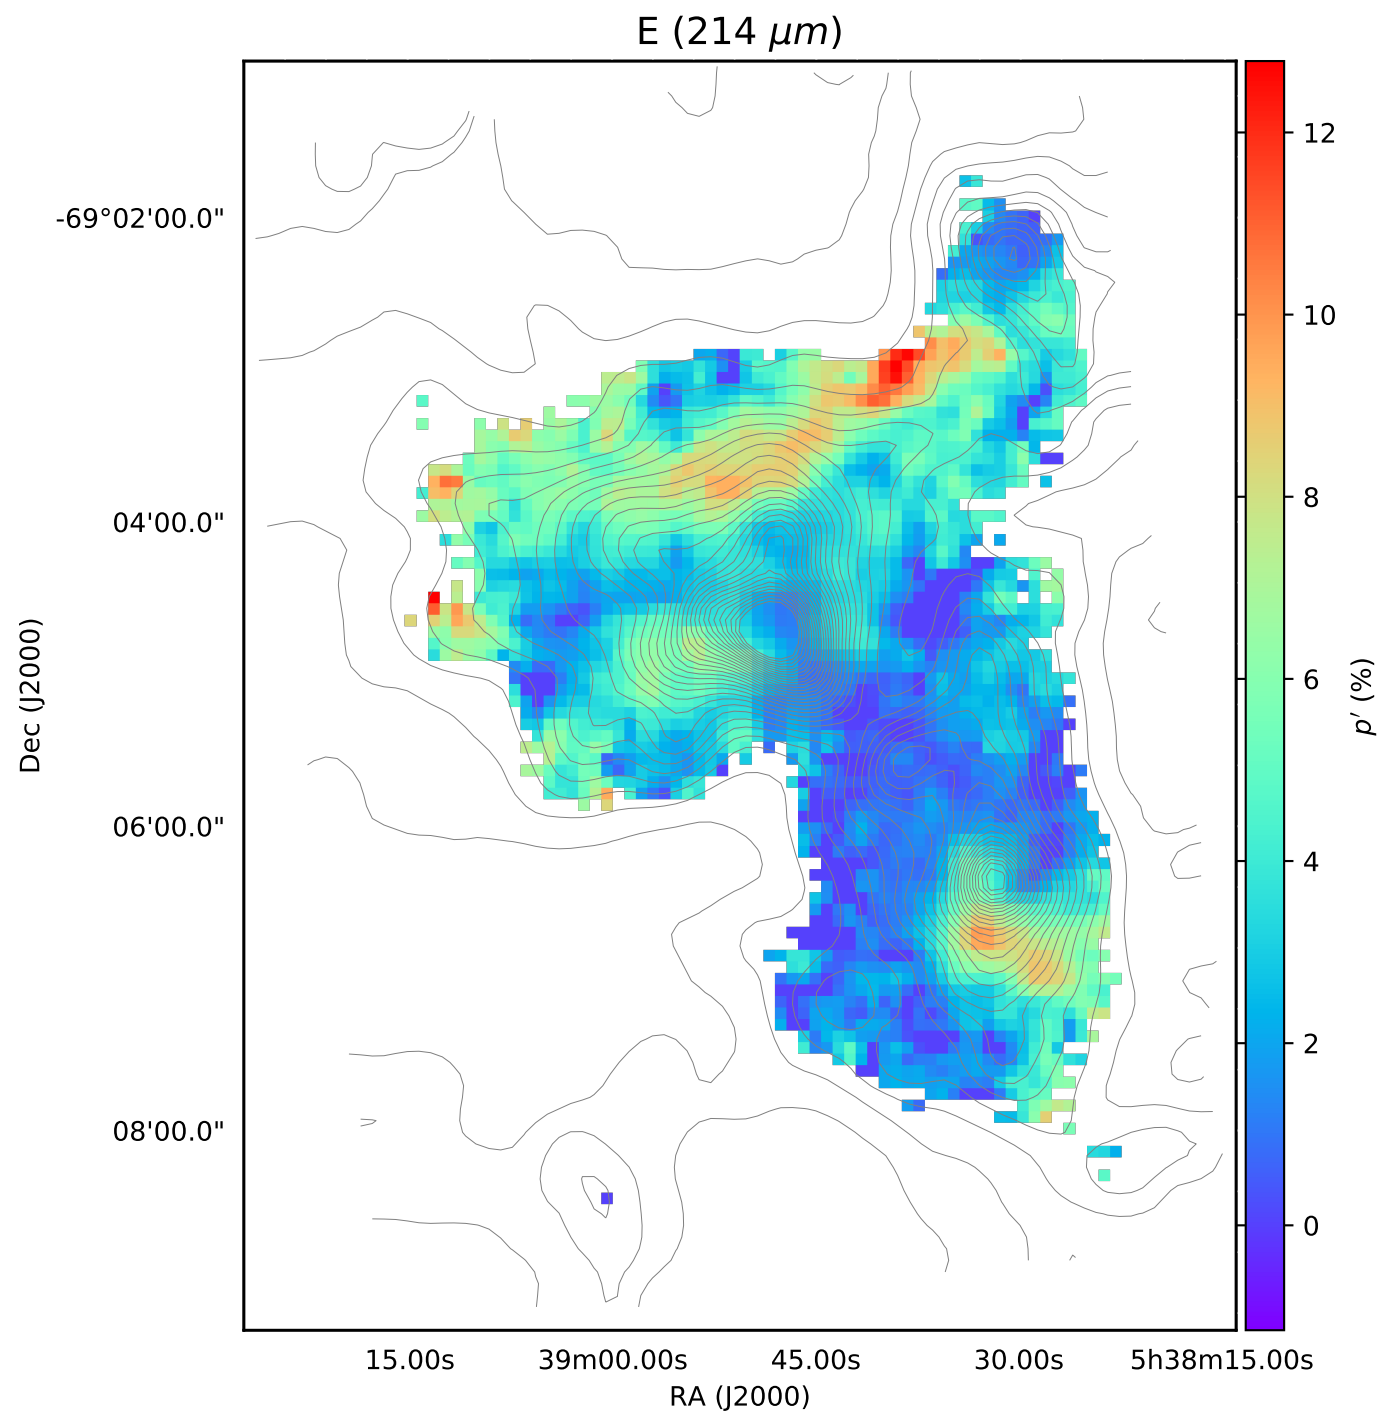 E (214 μm)
-69°02'00.0"
04'00.0"
06'00.0"
08'00.0"
Dec (J2000)
15.00s
39m00.00s
45.00s
30.00s
5h38m15.00s
RA (J2000)
12
10
8
6
4
2
0
p' (%)